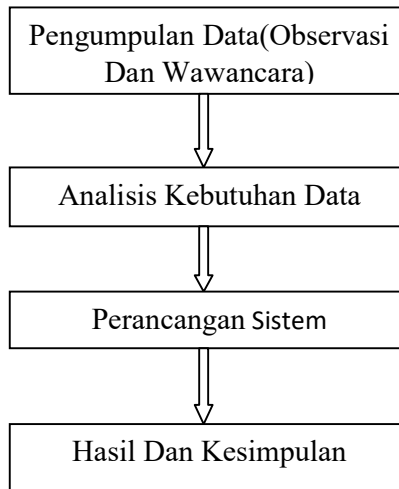 Pengumpulan Data(Observasi
Dan Wawancara)
Analisis Kebutuhan Data
Perancangan Sistem
Hasil Dan Kesimpulan